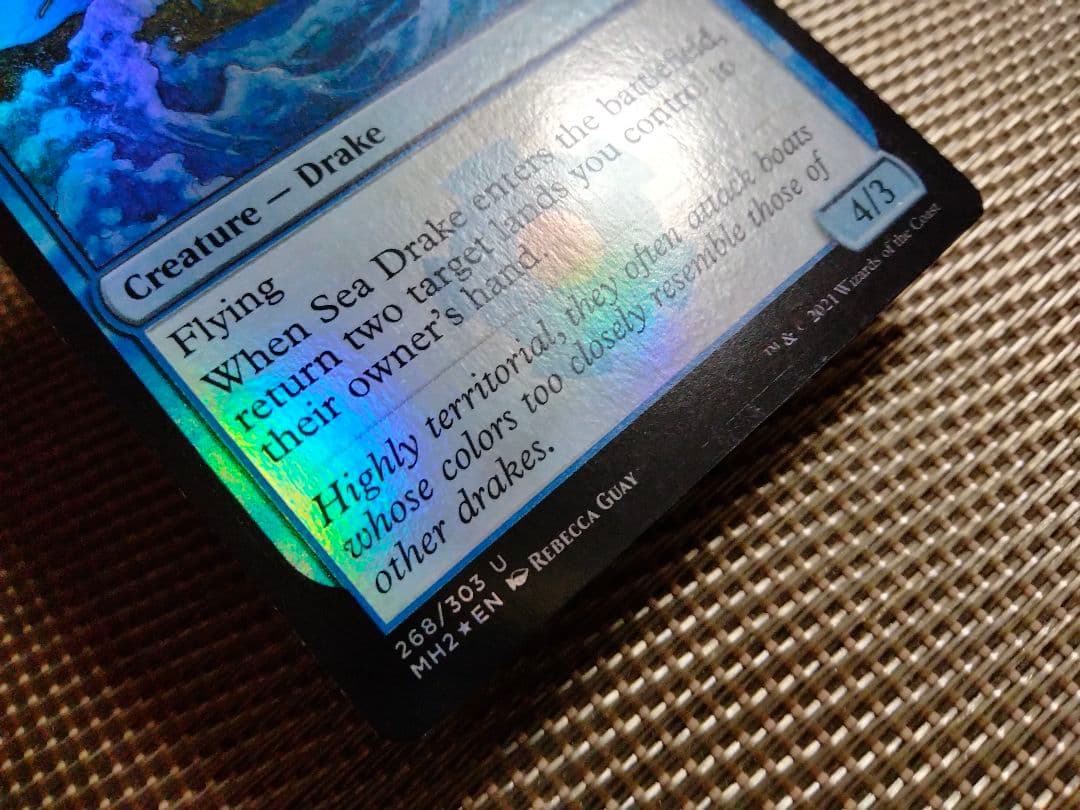 Creature — Drake
Flying
When Sea Drake enters the battlefield,
return two target lands you control to
their owner's hand.
Highly territorial, they often attack boats
whose colors too closely resemble those of
other drakes.
4/3
268/303 U
MH2★EN Rebecca Guay
™ & © 2021 Wizards of the Coast